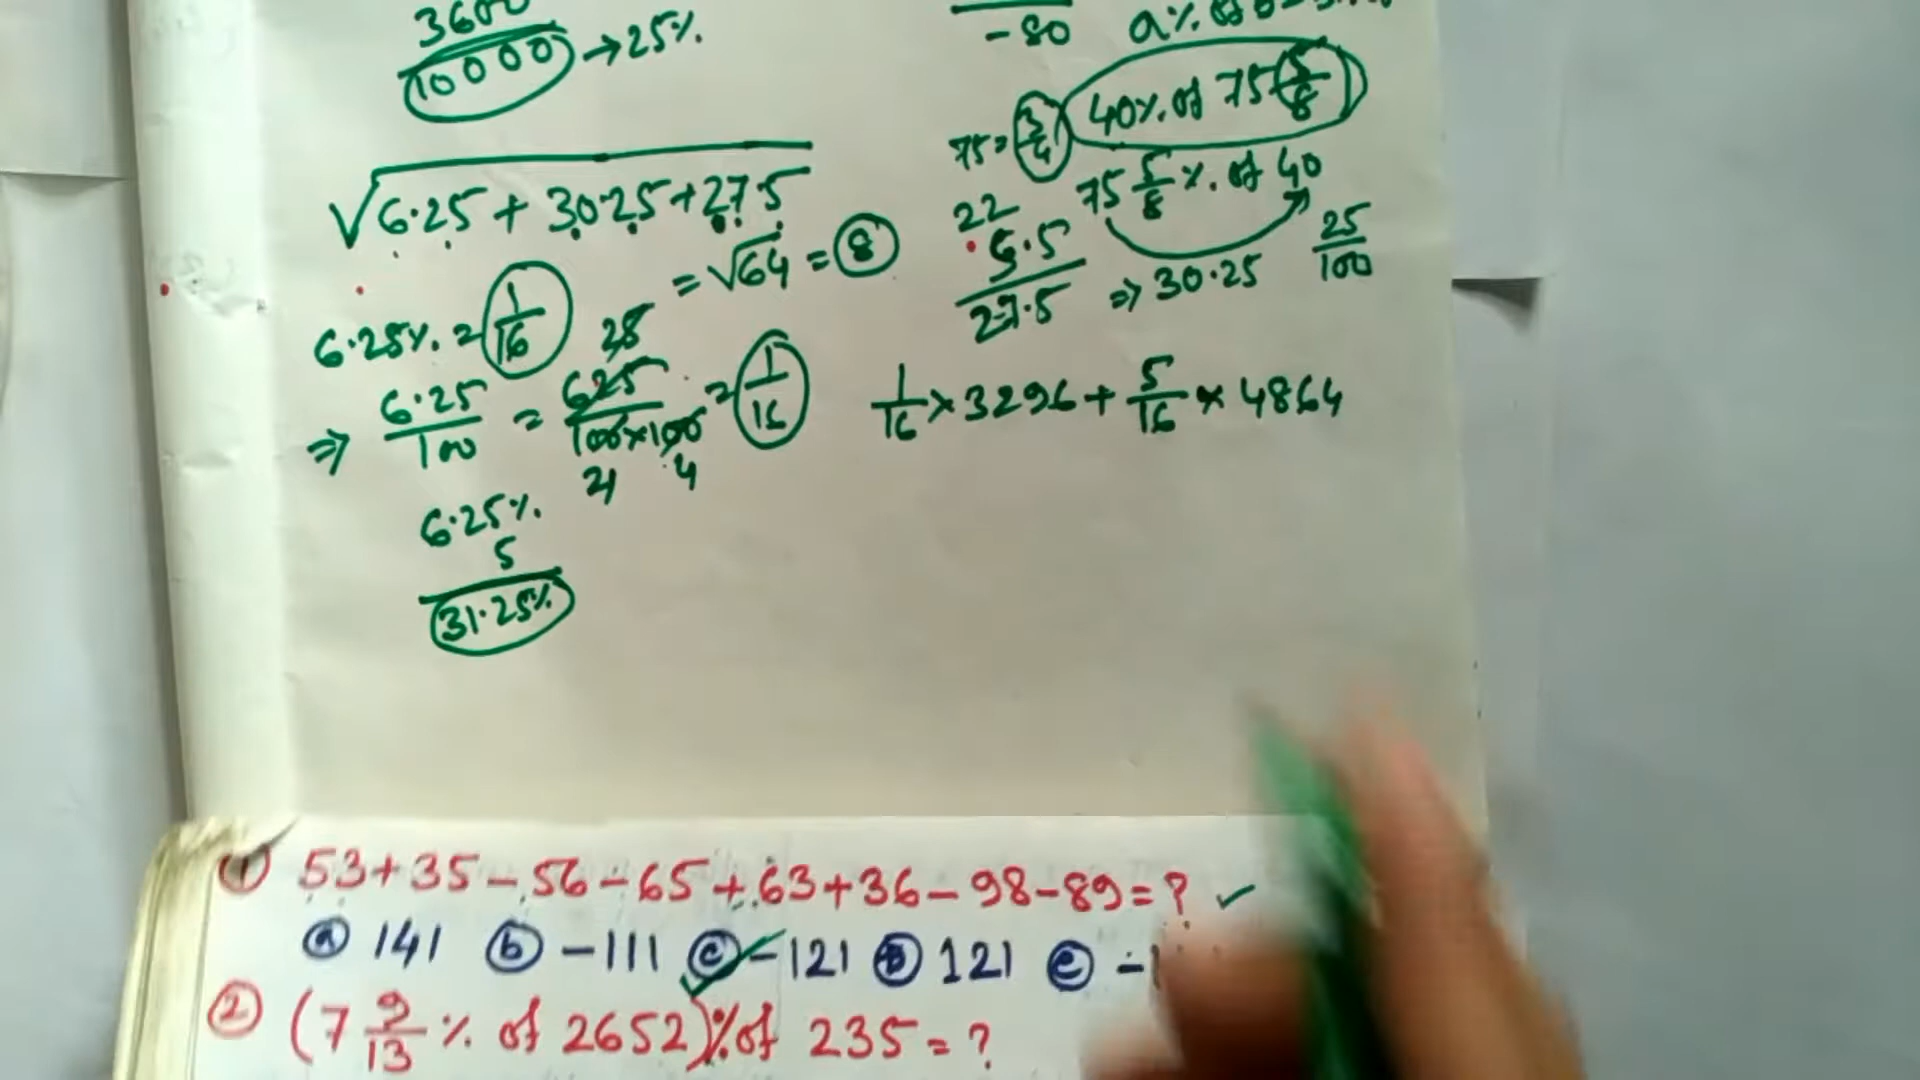 3600
10000 → 25%
-80
40% of 75 5/8
75 = 3/4
75 5/8 % of 40
√6.25 + 30.25 + 27.5
= √64 = 8
22
5.5
27.5 ⇒ 30.25
25/100
6.25% = 1/16
⇒ 6.25/100 = 625/100×100 = 1/16
25
4 4
1/16 × 3296 + 5/16 × 4864
6.25%
5
31.25%
① 53+35-56-65+63+36-98-89=? ✓
ⓐ 141 ⓑ -111 ⓒ -121 ⓓ 121 ⓔ
② (7 9/13 % of 2652)% of 235 = ?